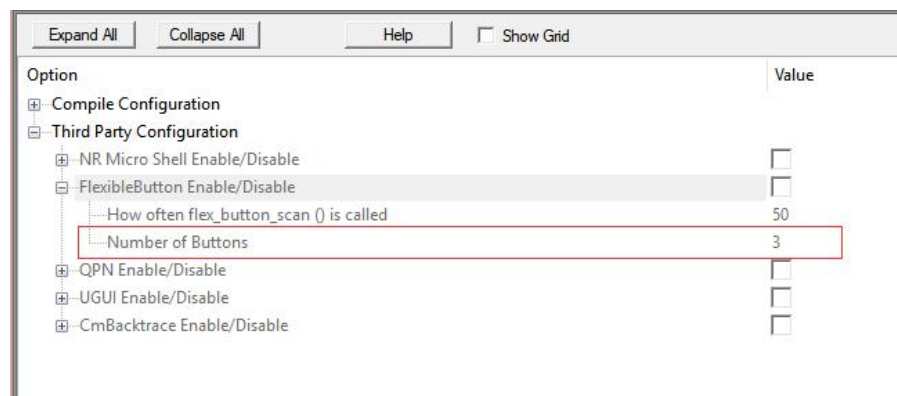 Expand All Collapse All Help Show Grid
Option Value
Compile Configuration
Third Party Configuration
NR Micro Shell Enable/Disable
FlexibleButton Enable/Disable
How often flex_button_scan () is called 50
Number of Buttons 3
QPN Enable/Disable
UGUI Enable/Disable
CmBacktrace Enable/Disable